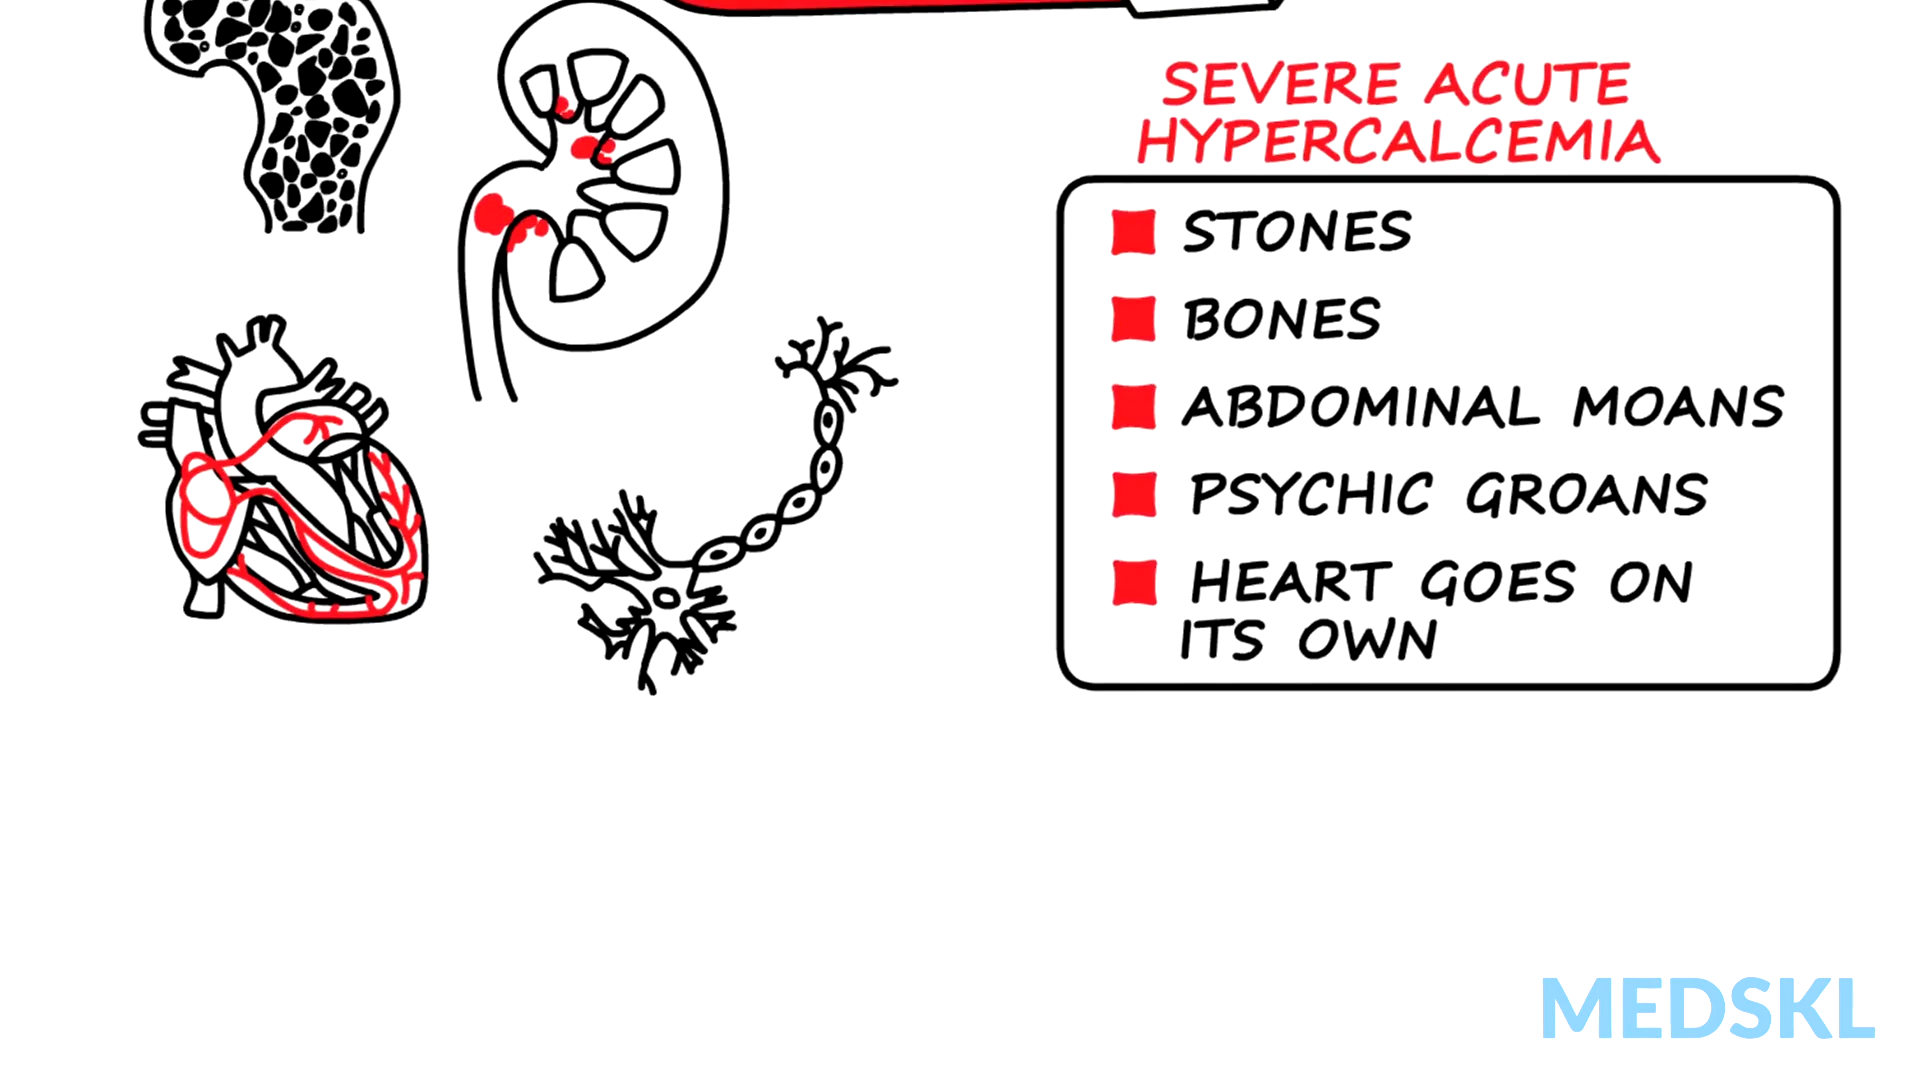 SEVERE ACUTE
HYPERCALCEMIA
STONES
BONES
ABDOMINAL MOANS
PSYCHIC GROANS
HEART GOES ON
ITS OWN
MEDSKL